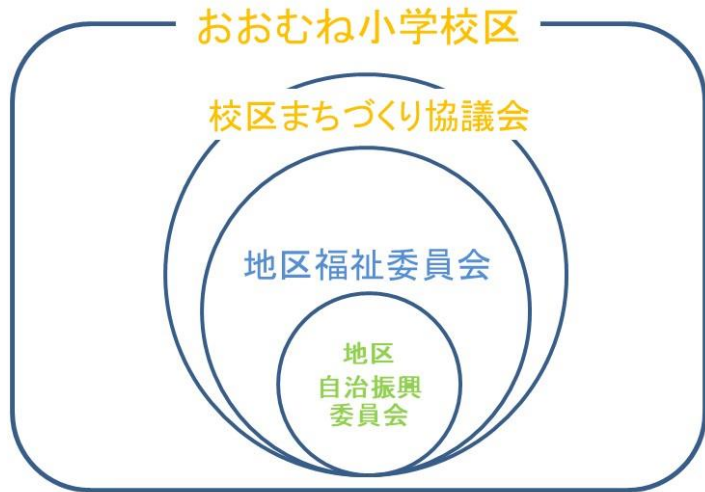 おおむね小学校区
校区まちづくり協議会
地区福祉委員会
地区
自治振興
委員会